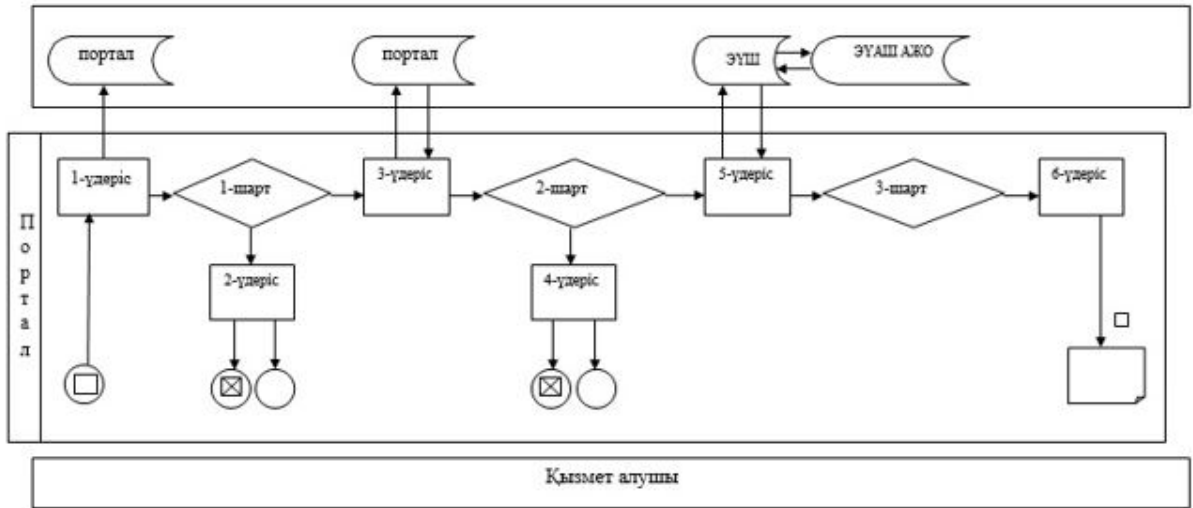 портал
портал
ЭҮШ
ЭҮАШ АЖО
Портал
1-үдеріс
1-шарт
3-үдеріс
2-шарт
5-үдеріс
3-шарт
6-үдеріс
2-үдеріс
4-үдеріс
Қызмет алушы